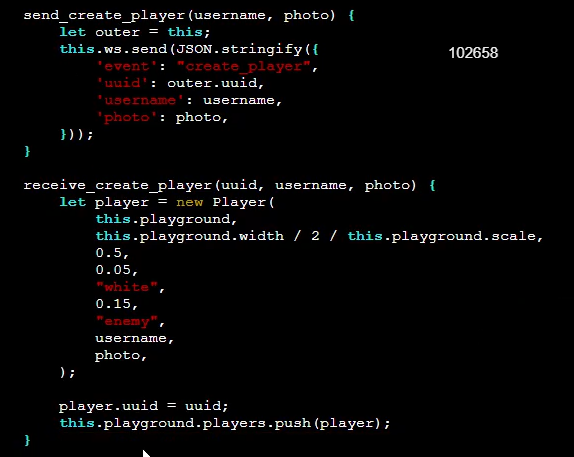 send_create_player(username, photo) {
    let outer = this;
    this.ws.send(JSON.stringify({
        'event': "create_player",
        'uuid': outer.uuid,
        'username': username,
        'photo': photo,
    }));
}
102658
receive_create_player(uuid, username, photo) {
    let player = new Player(
        this.playground,
        this.playground.width / 2 / this.playground.scale,
        0.5,
        0.05,
        "white",
        0.15,
        "enemy",
        username,
        photo,
    );
    player.uuid = uuid;
    this.playground.players.push(player);
}